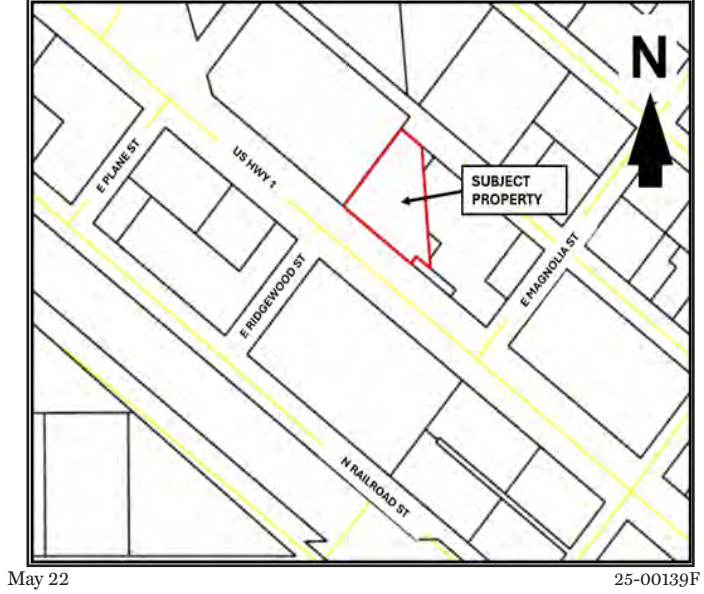 N
E PLANE ST
US HWY 1
SUBJECT
PROPERTY
E RIDGEWOOD ST
E MAGNOLIA ST
N RAILROAD ST
May 22
25-00139F